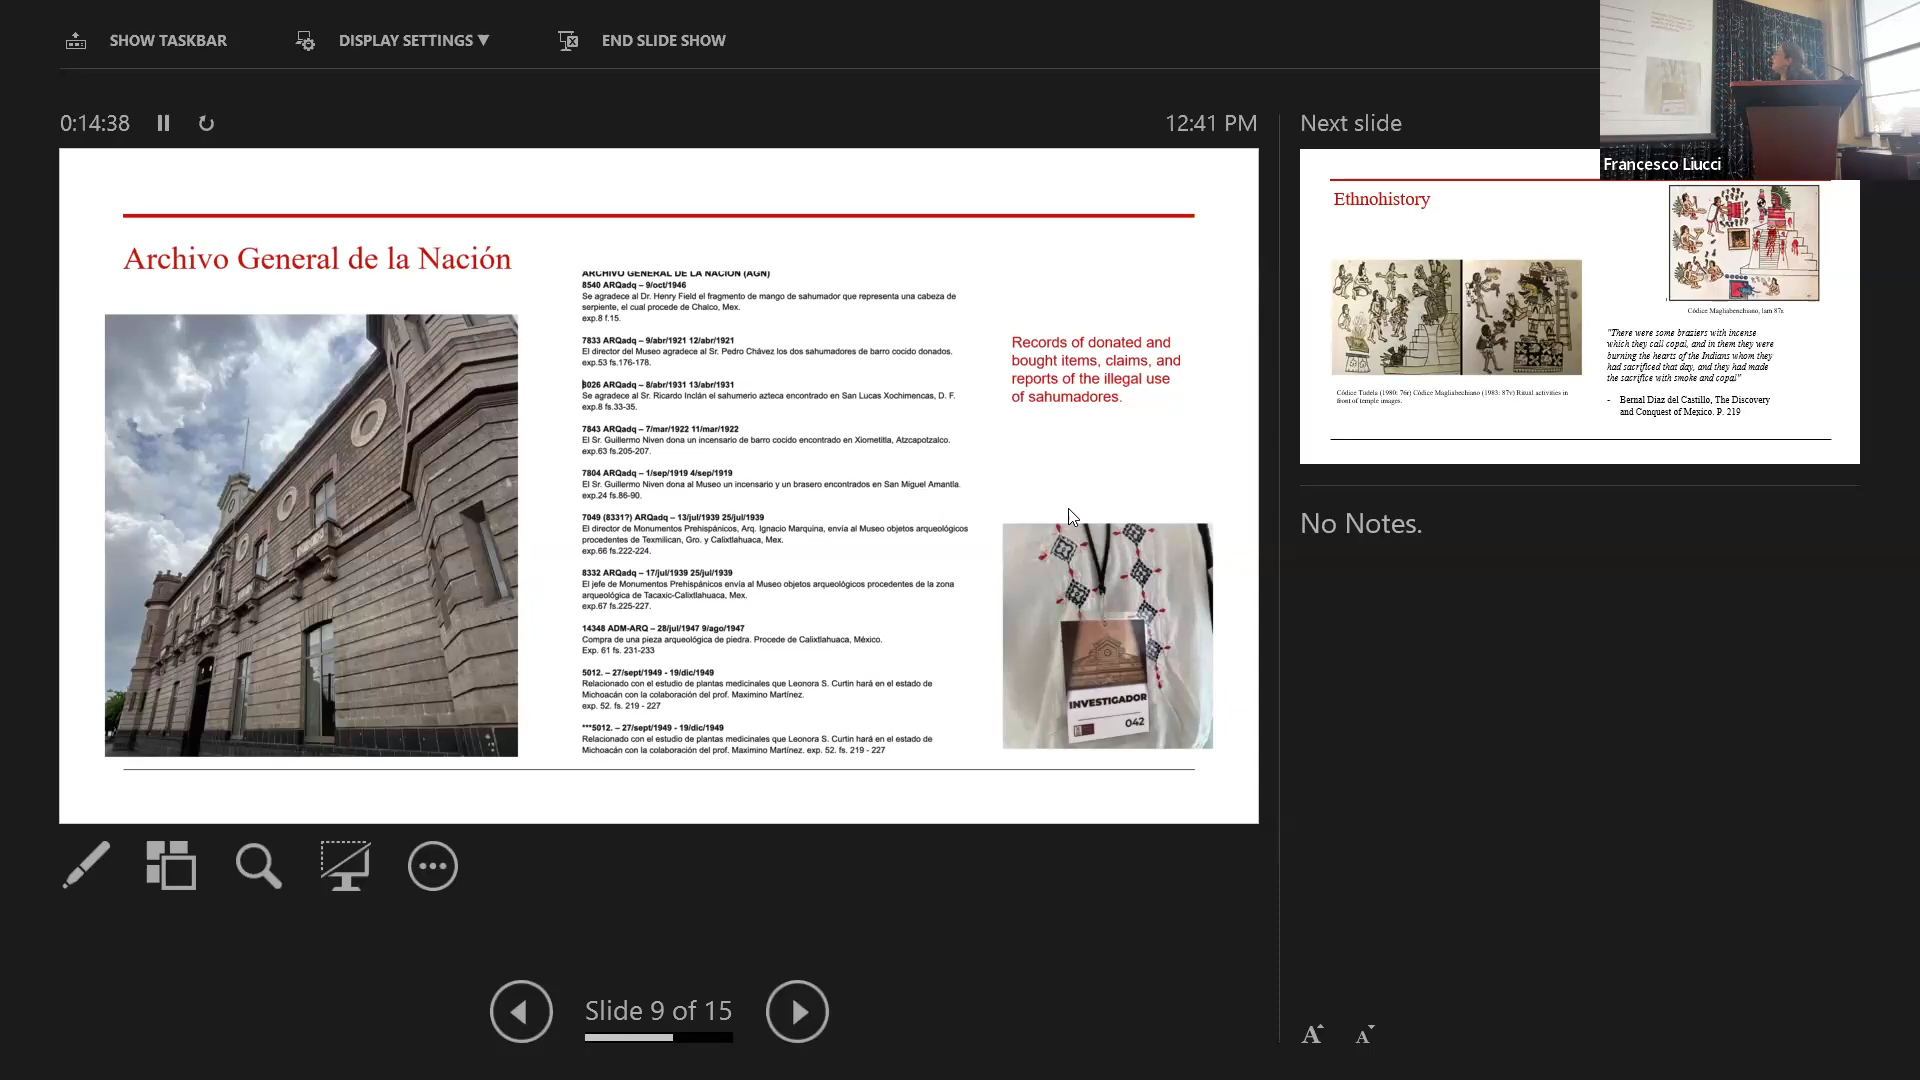 SHOW TASKBAR
DISPLAY SETTINGS ▼
END SLIDE SHOW
0:14:38
12:41 PM
Next slide
Francesco Liucci
Archivo General de la Nación
ARCHIVO GENERAL DE LA NACIÓN (AGN)
8540 ARQadq – 9/oct/1946
Se agradece al Dr. Henry Field el fragmento de mango de sahumador que representa una cabeza de
serpiente, el cual procede de Chalco, Mex.
exp.8 f.15.
7833 ARQadq – 9/abr/1921 12/abr/1921
El director del Museo agradece al Sr. Pedro Chávez los dos sahumadores de barro cocido donados.
exp.53 fs.176-178.
8026 ARQadq – 8/abr/1931 13/abr/1931
Se agradece al Sr. Ricardo Inclán el sahumerio azteca encontrado en San Lucas Xochimencas, D. F.
exp.8 fs.33-35.
7843 ARQadq – 7/mar/1922 11/mar/1922
El Sr. Guillermo Niven dona un incensario de barro cocido encontrado en Xiometitla, Atzcapotzalco.
exp.63 fs.205-207.
7804 ARQadq – 1/sep/1919 4/sep/1919
El Sr. Guillermo Niven dona al Museo un incensario y un brasero encontrados en San Miguel Amantla.
exp.24 fs.86-90.
7049 (8331?) ARQadq – 13/jul/1939 25/jul/1939
El director de Monumentos Prehispánicos, Arq. Ignacio Marquina, envía al Museo objetos arqueológicos
procedentes de Texmilican, Gro. y Calixtlahuaca, Mex.
exp.66 fs.222-224.
8332 ARQadq – 17/jul/1939 25/jul/1939
El jefe de Monumentos Prehispánicos envía al Museo objetos arqueológicos procedentes de la zona
arqueológica de Tacaxic-Calixtlahuaca, Mex.
exp.67 fs.225-227.
14348 ADM-ARQ – 28/jul/1947 9/ago/1947
Compra de una pieza arqueológica de piedra. Procede de Calixtlahuaca, México.
Exp. 61 fs. 231-233
5012. – 27/sept/1949 - 19/dic/1949
Relacionado con el estudio de plantas medicinales que Leonora S. Curtin hará en el estado de
Michoacán con la colaboración del prof. Maximino Martínez.
exp. 52. fs. 219 - 227
***5012. – 27/sept/1949 - 19/dic/1949
Relacionado con el estudio de plantas medicinales que Leonora S. Curtin hará en el estado de
Michoacán con la colaboración del prof. Maximino Martínez. exp. 52. fs. 219 - 227
Records of donated and
bought items, claims, and
reports of the illegal use
of sahumadores.
INVESTIGADOR
042
Ethnohistory
Códice Magliabenchiano, lam 87v
Códice Tudela (1980: 76r) Códice Magliabechiano (1983: 87v) Ritual activities in
front of temple images.
"There were some braziers with incense
which they call copal, and in them they were
burning the hearts of the Indians whom they
had sacrificed that day, and they had made
the sacrifice with smoke and copal"
- Bernal Diaz del Castillo, The Discovery
and Conquest of Mexico. P. 219
No Notes.
Slide 9 of 15
A A